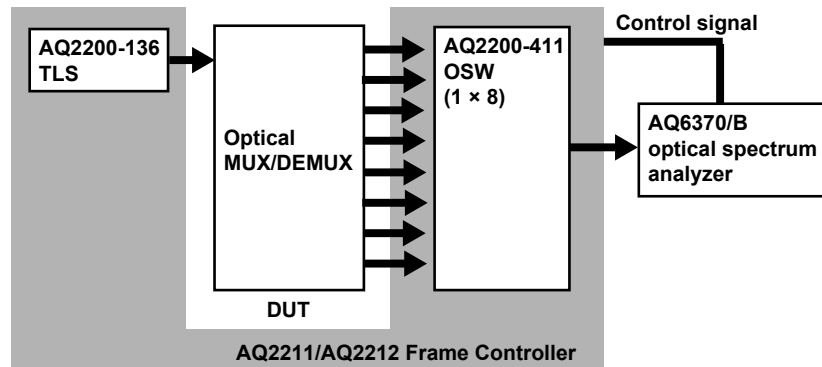 AQ2200-136
TLS
Optical
MUX/DEMUX
DUT
AQ2200-411
OSW
(1 × 8)
Control signal
AQ6370/B
optical spectrum
analyzer
AQ2211/AQ2212 Frame Controller